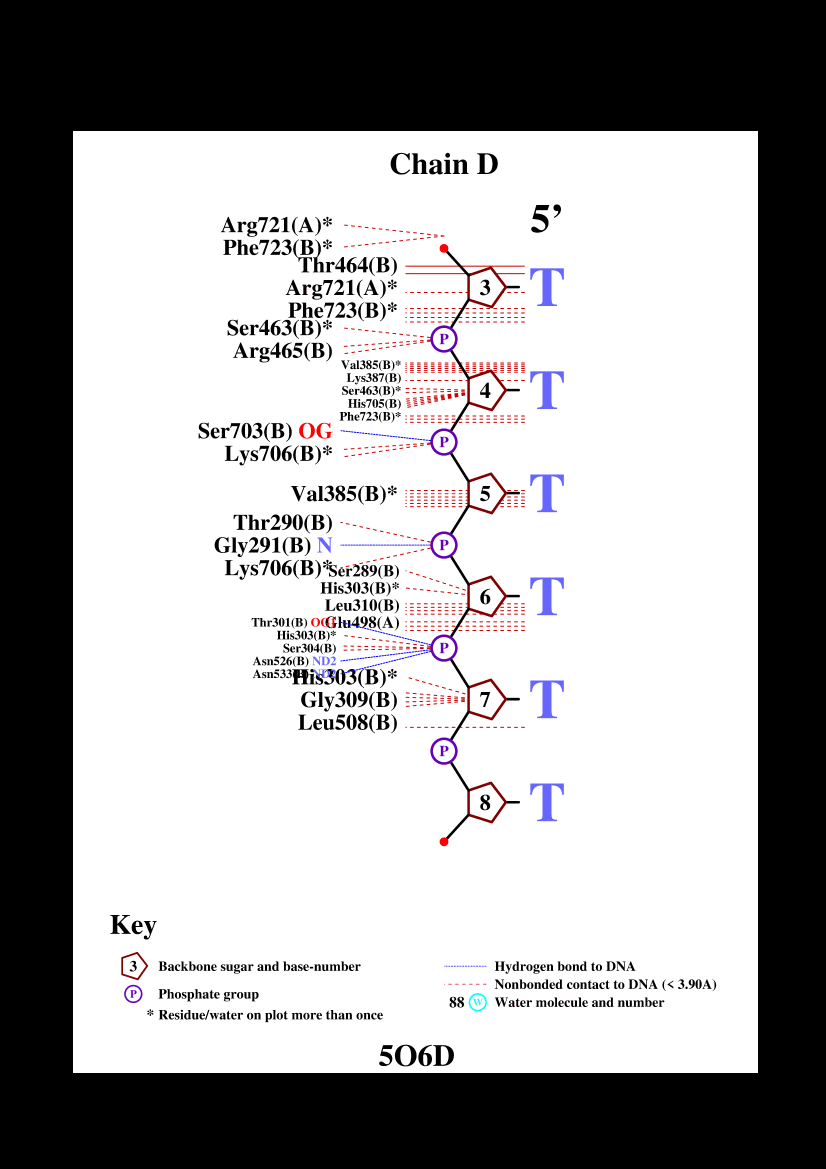 Chain D
5’
Arg721(A)*
Phe723(B)*
Thr464(B)
Arg721(A)*
3 T
Phe723(B)*
Ser463(B)*
P
Arg465(B)
Val385(B)*
Lys387(B)
Ser463(B)*
4 T
His705(B)
Phe723(B)*
Ser703(B) OG
P
Lys706(B)*
Val385(B)*
5 T
Thr290(B)
Gly291(B) N
P
Lys706(B)*
Ser289(B)
His303(B)*
6 T
Leu310(B)
Thr301(B)
Glu498(A)
His303(B)*
Ser304(B)
P
Asn526(B) ND2
Asn533(B)
His303(B)*
Gly309(B)
7 T
Leu508(B)
P
8 T
Key
3 Backbone sugar and base-number
P Phosphate group
* Residue/water on plot more than once
Hydrogen bond to DNA
Nonbonded contact to DNA (< 3.90A)
88 W Water molecule and number
5O6D